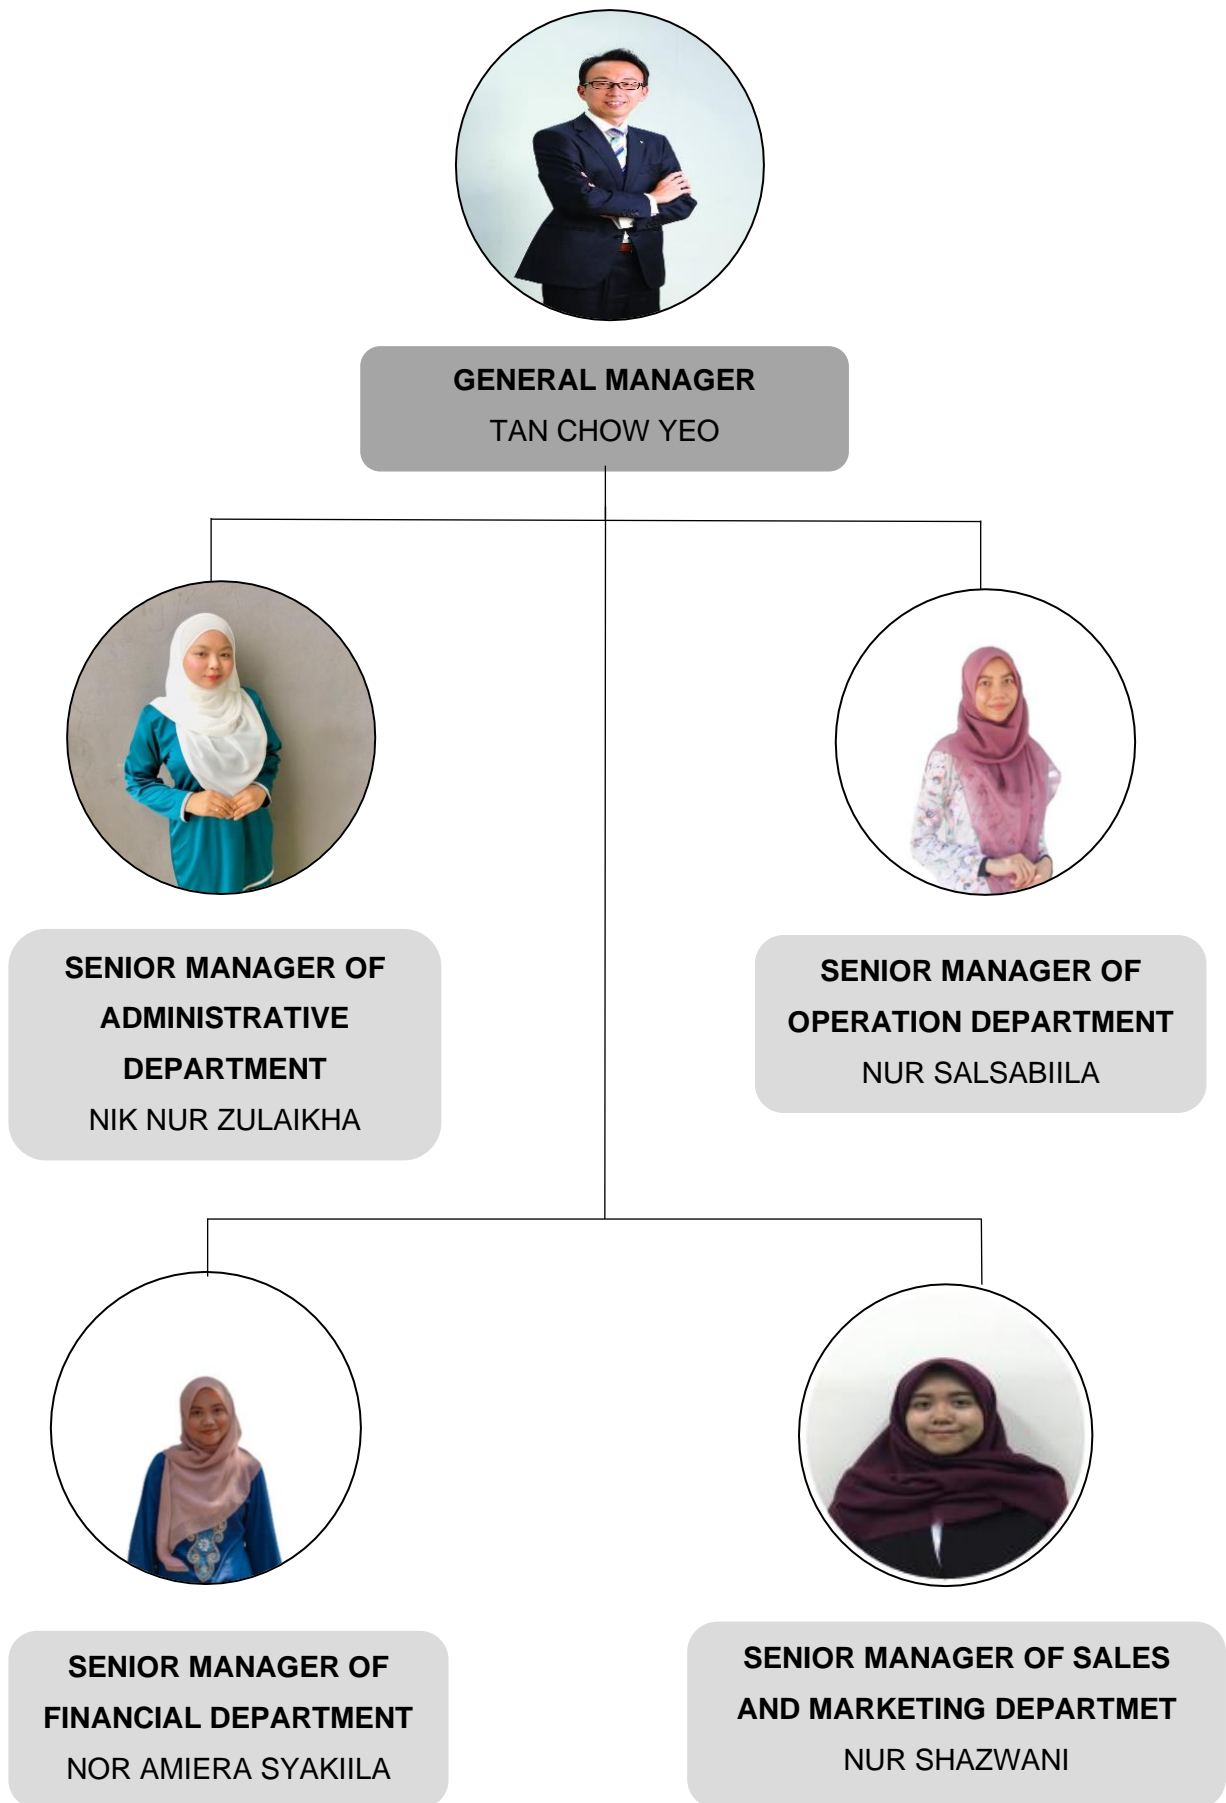 GENERAL MANAGER
TAN CHOW YEO
SENIOR MANAGER OF
ADMINISTRATIVE
DEPARTMENT
NIK NUR ZULAIKHA
SENIOR MANAGER OF
OPERATION DEPARTMENT
NUR SALSABIILA
SENIOR MANAGER OF
FINANCIAL DEPARTMENT
NOR AMIERA SYAKIILA
SENIOR MANAGER OF SALES
AND MARKETING DEPARTMET
NUR SHAZWANI